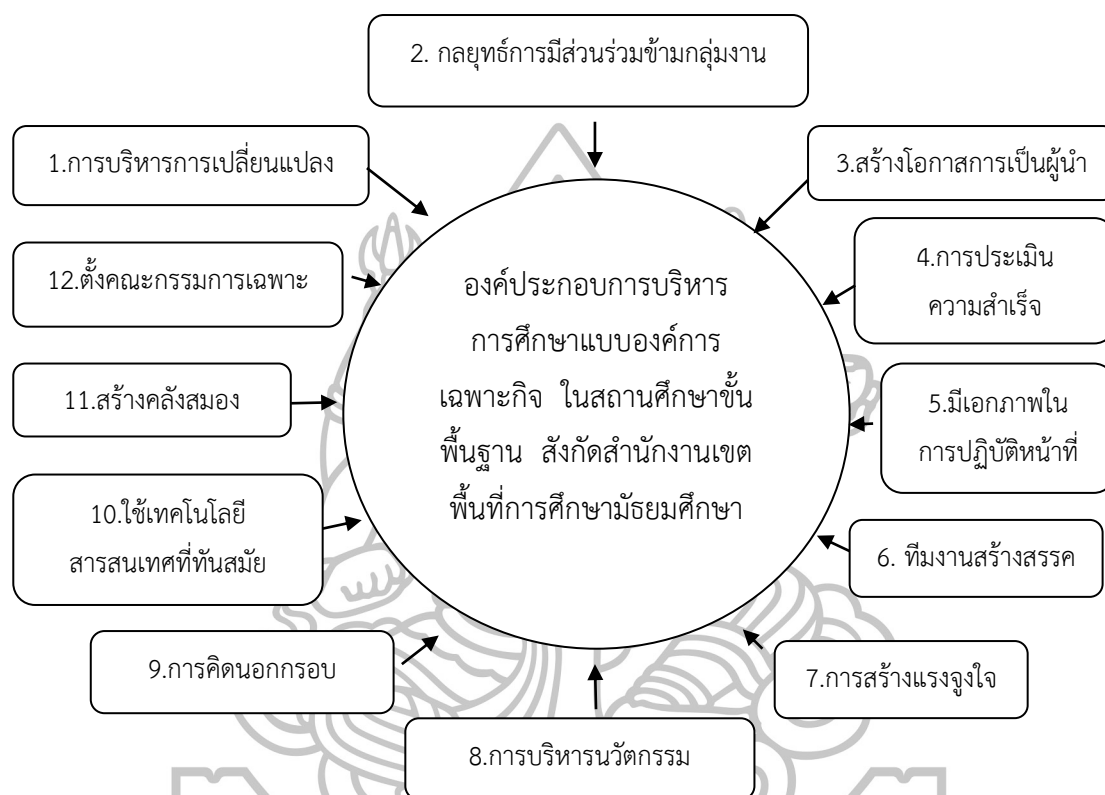 2. กลยุทธ์การมีส่วนร่วมข้ามกลุ่มงาน
1.การบริหารการเปลี่ยนแปลง
3.สร้างโอกาสการเป็นผู้นำ
4.การประเมิน
ความสำเร็จ
12.ตั้งคณะกรรมการเฉพาะ
องค์ประกอบการบริหาร
การศึกษาแบบองค์การ
เฉพาะกิจ ในสถานศึกษาขั้น
พื้นฐาน สังกัดสำนักงานเขต
พื้นที่การศึกษามัธยมศึกษา
11.สร้างคลังสมอง
5.มีเอกภาพใน
การปฏิบัติหน้าที่
10.ใช้เทคโนโลยี
สารสนเทศที่ทันสมัย
6. ทีมงานสร้างสรรค
9.การคิดนอกกรอบ
7.การสร้างแรงจูงใจ
8.การบริหารนวัตกรรม